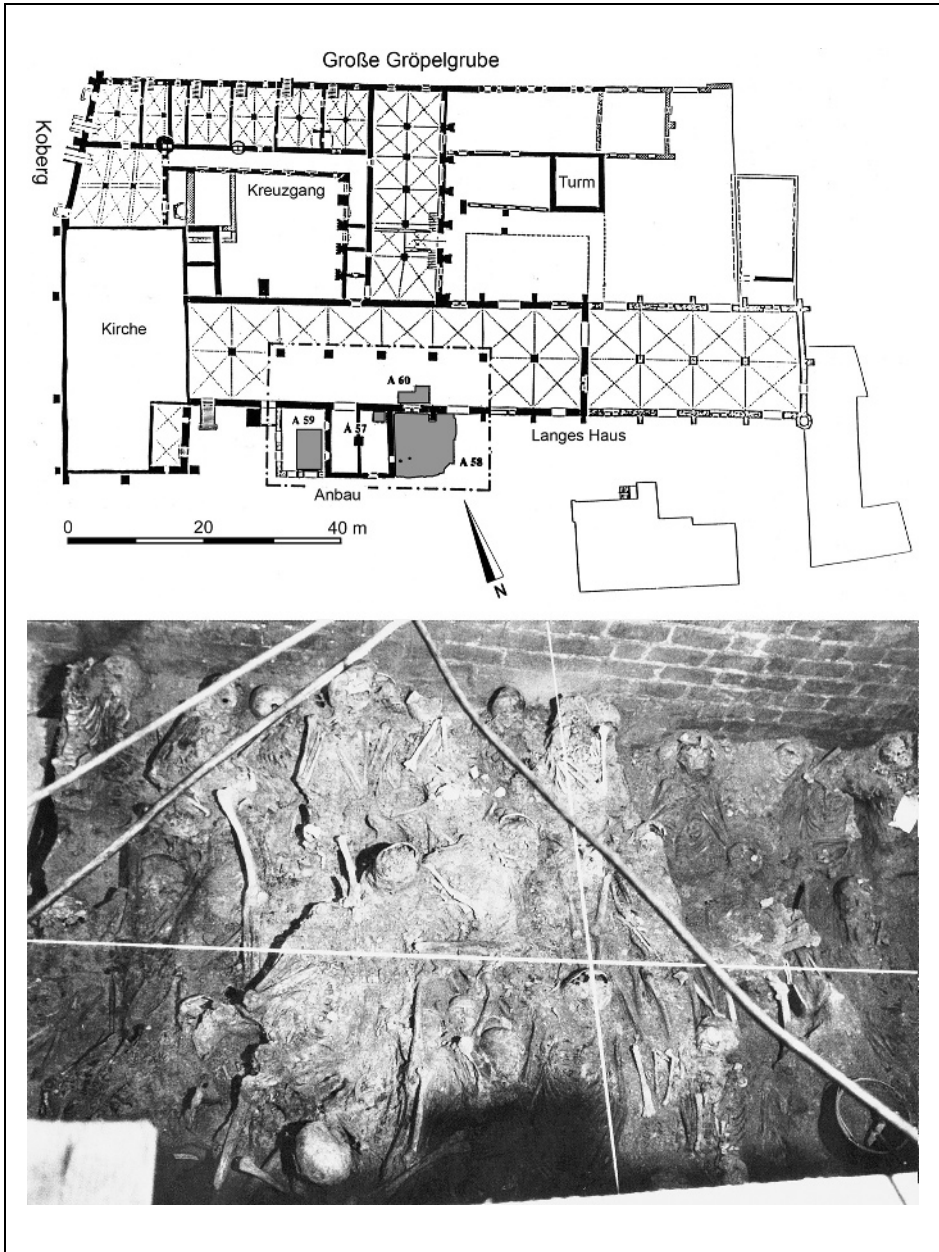 Große Gröpelgrube
Koberg
Kreuzgang
Turm
Kirche
A 60
A 59
A 57
Langes Haus
A 58
Anbau
0 20 40 m
N